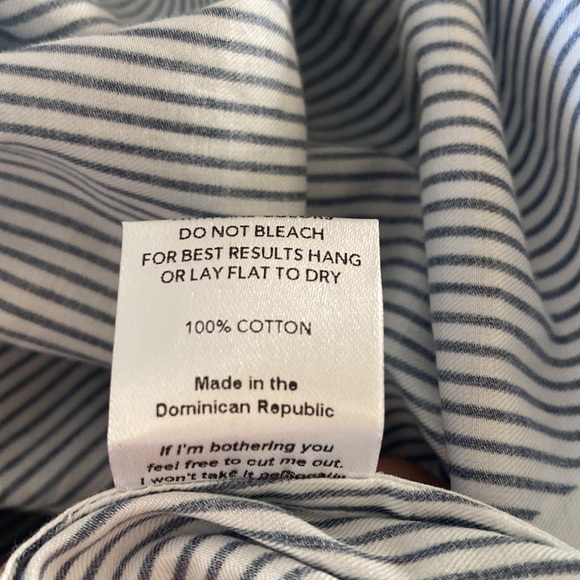 DO NOT BLEACH
FOR BEST RESULTS HANG
OR LAY FLAT TO DRY
100% COTTON
Made in the
Dominican Republic
If I'm bothering you
feel free to cut me out.
I won't take it personally